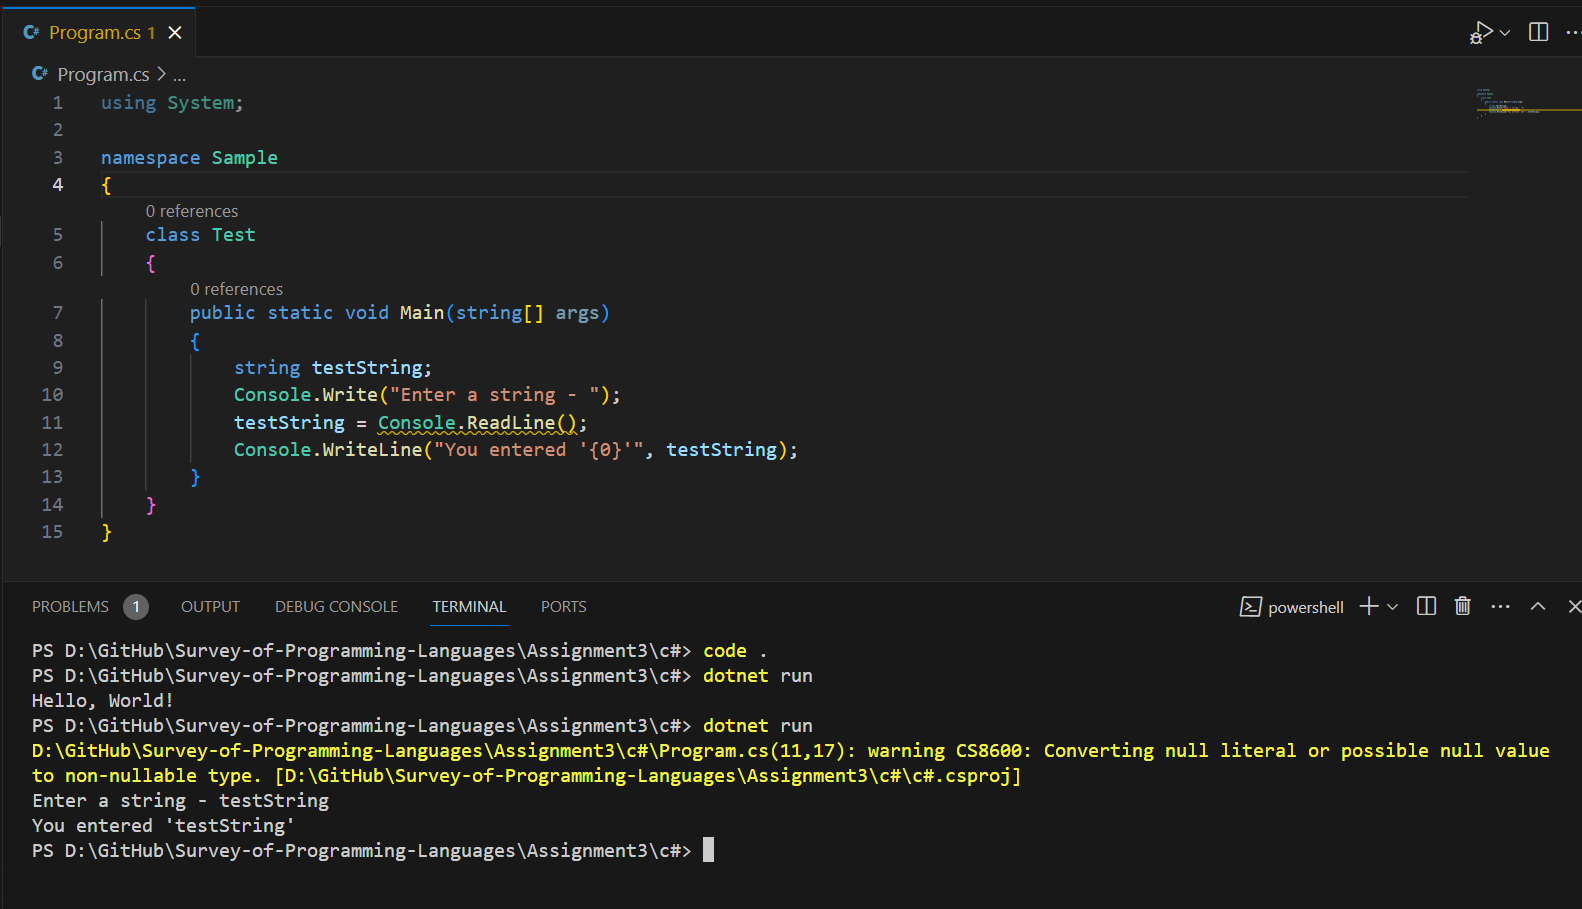 C# Program.cs 1
C# Program.cs > ...
1 using System;
2
3 namespace Sample
4 {
0 references
5 class Test
6 {
0 references
7 public static void Main(string[] args)
8 {
9 string testString;
10 Console.Write("Enter a string - ");
11 testString = Console.ReadLine();
12 Console.WriteLine("You entered '{0}'", testString);
13 }
14 }
15 }
PROBLEMS 1 OUTPUT DEBUG CONSOLE TERMINAL PORTS powershell
PS D:\GitHub\Survey-of-Programming-Languages\Assignment3\c#> code .
PS D:\GitHub\Survey-of-Programming-Languages\Assignment3\c#> dotnet run
Hello, World!
PS D:\GitHub\Survey-of-Programming-Languages\Assignment3\c#> dotnet run
D:\GitHub\Survey-of-Programming-Languages\Assignment3\c#\Program.cs(11,17): warning CS8600: Converting null literal or possible null value
to non-nullable type. [D:\GitHub\Survey-of-Programming-Languages\Assignment3\c#\c#.csproj]
Enter a string - testString
You entered 'testString'
PS D:\GitHub\Survey-of-Programming-Languages\Assignment3\c#>